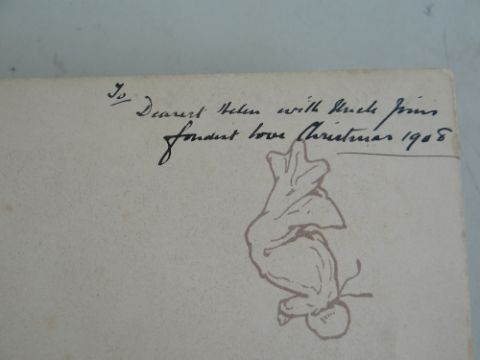 To
Dearest Helen with Uncle Jim's
fondest love Christmas 1908